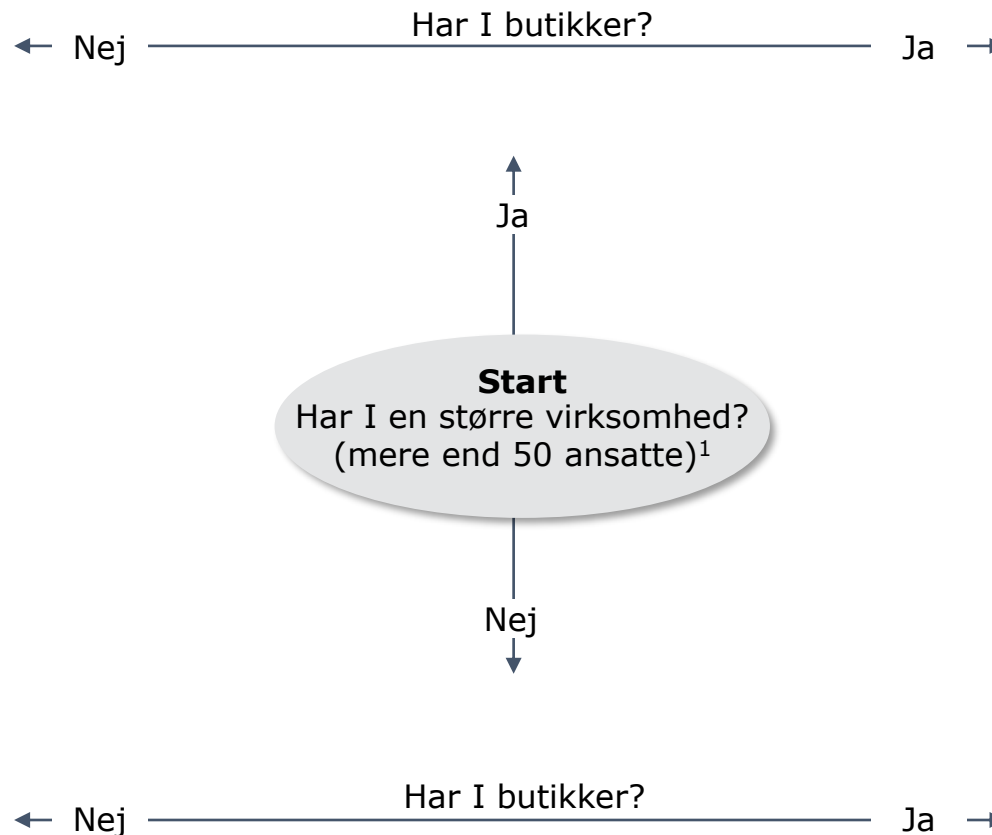 Har I butikker?
Nej
Ja
Ja
Start
Har I en større virksomhed?
(mere end 50 ansatte)¹
Nej
Har I butikker?
Nej
Ja